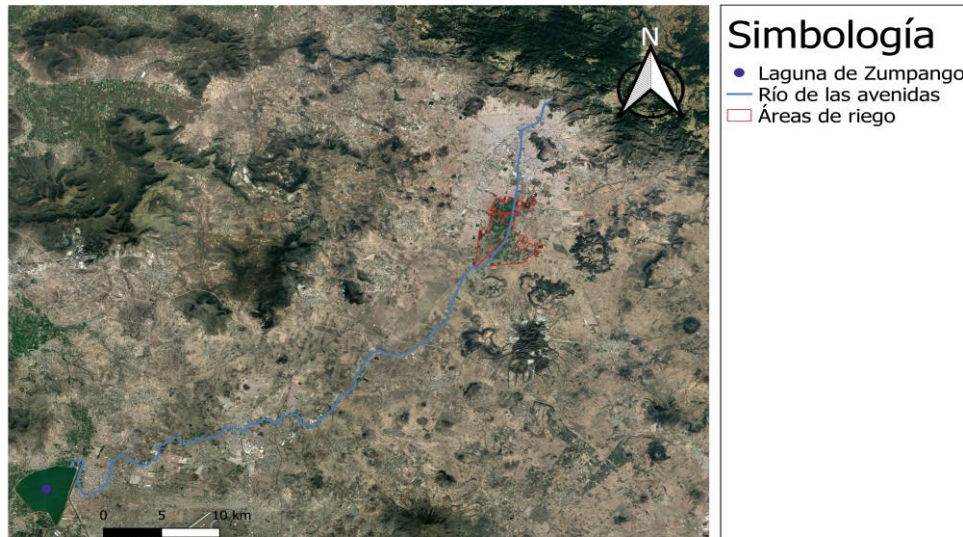 N
0 5 10 km
Simbología
Laguna de Zumpango
Río de las avenidas
Áreas de riego